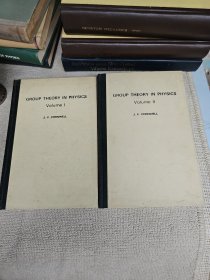 GROUP THEORY IN PHYSICS
Volume I
J. F. CORNWELL
GROUP THEORY IN PHYSICS
Volume II
J. F. CORNWELL